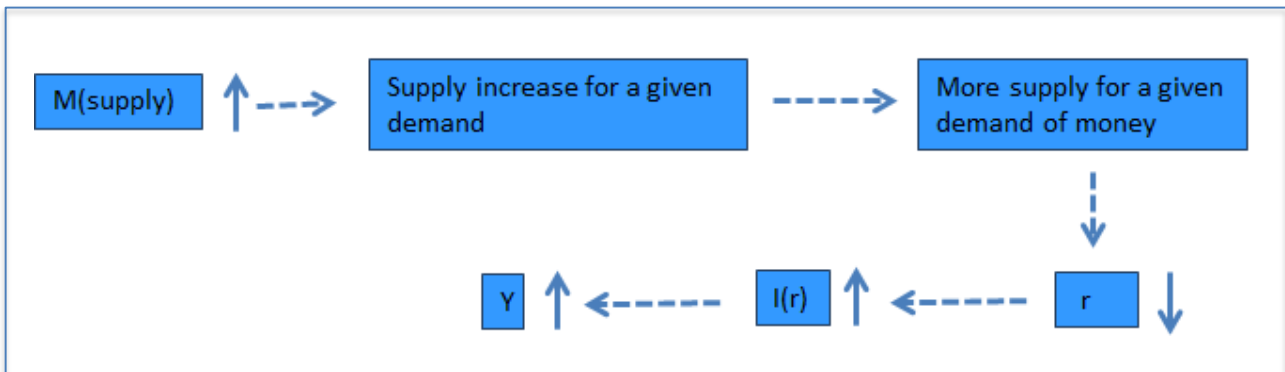 M(supply)
Supply increase for a given
demand
More supply for a given
demand of money
r
I(r)
Y